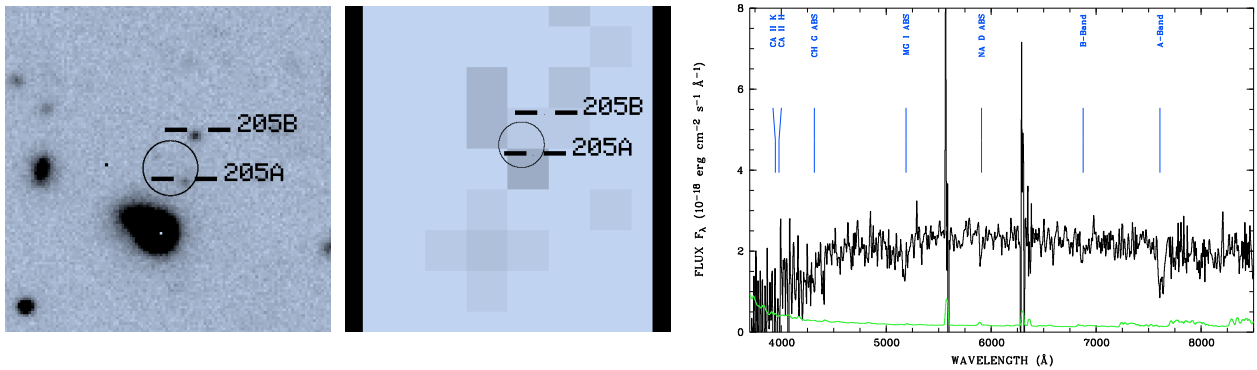 205B
205A
205B
205A
CA II K
CA II H
CH G ABS
MG I ABS
NA D ABS
B-Band
A-Band
8
6
4
2
0
FLUX Fλ (10⁻¹⁸ erg cm⁻² s⁻¹ Å⁻¹)
4000 5000 6000 7000 8000
WAVELENGTH (Å)